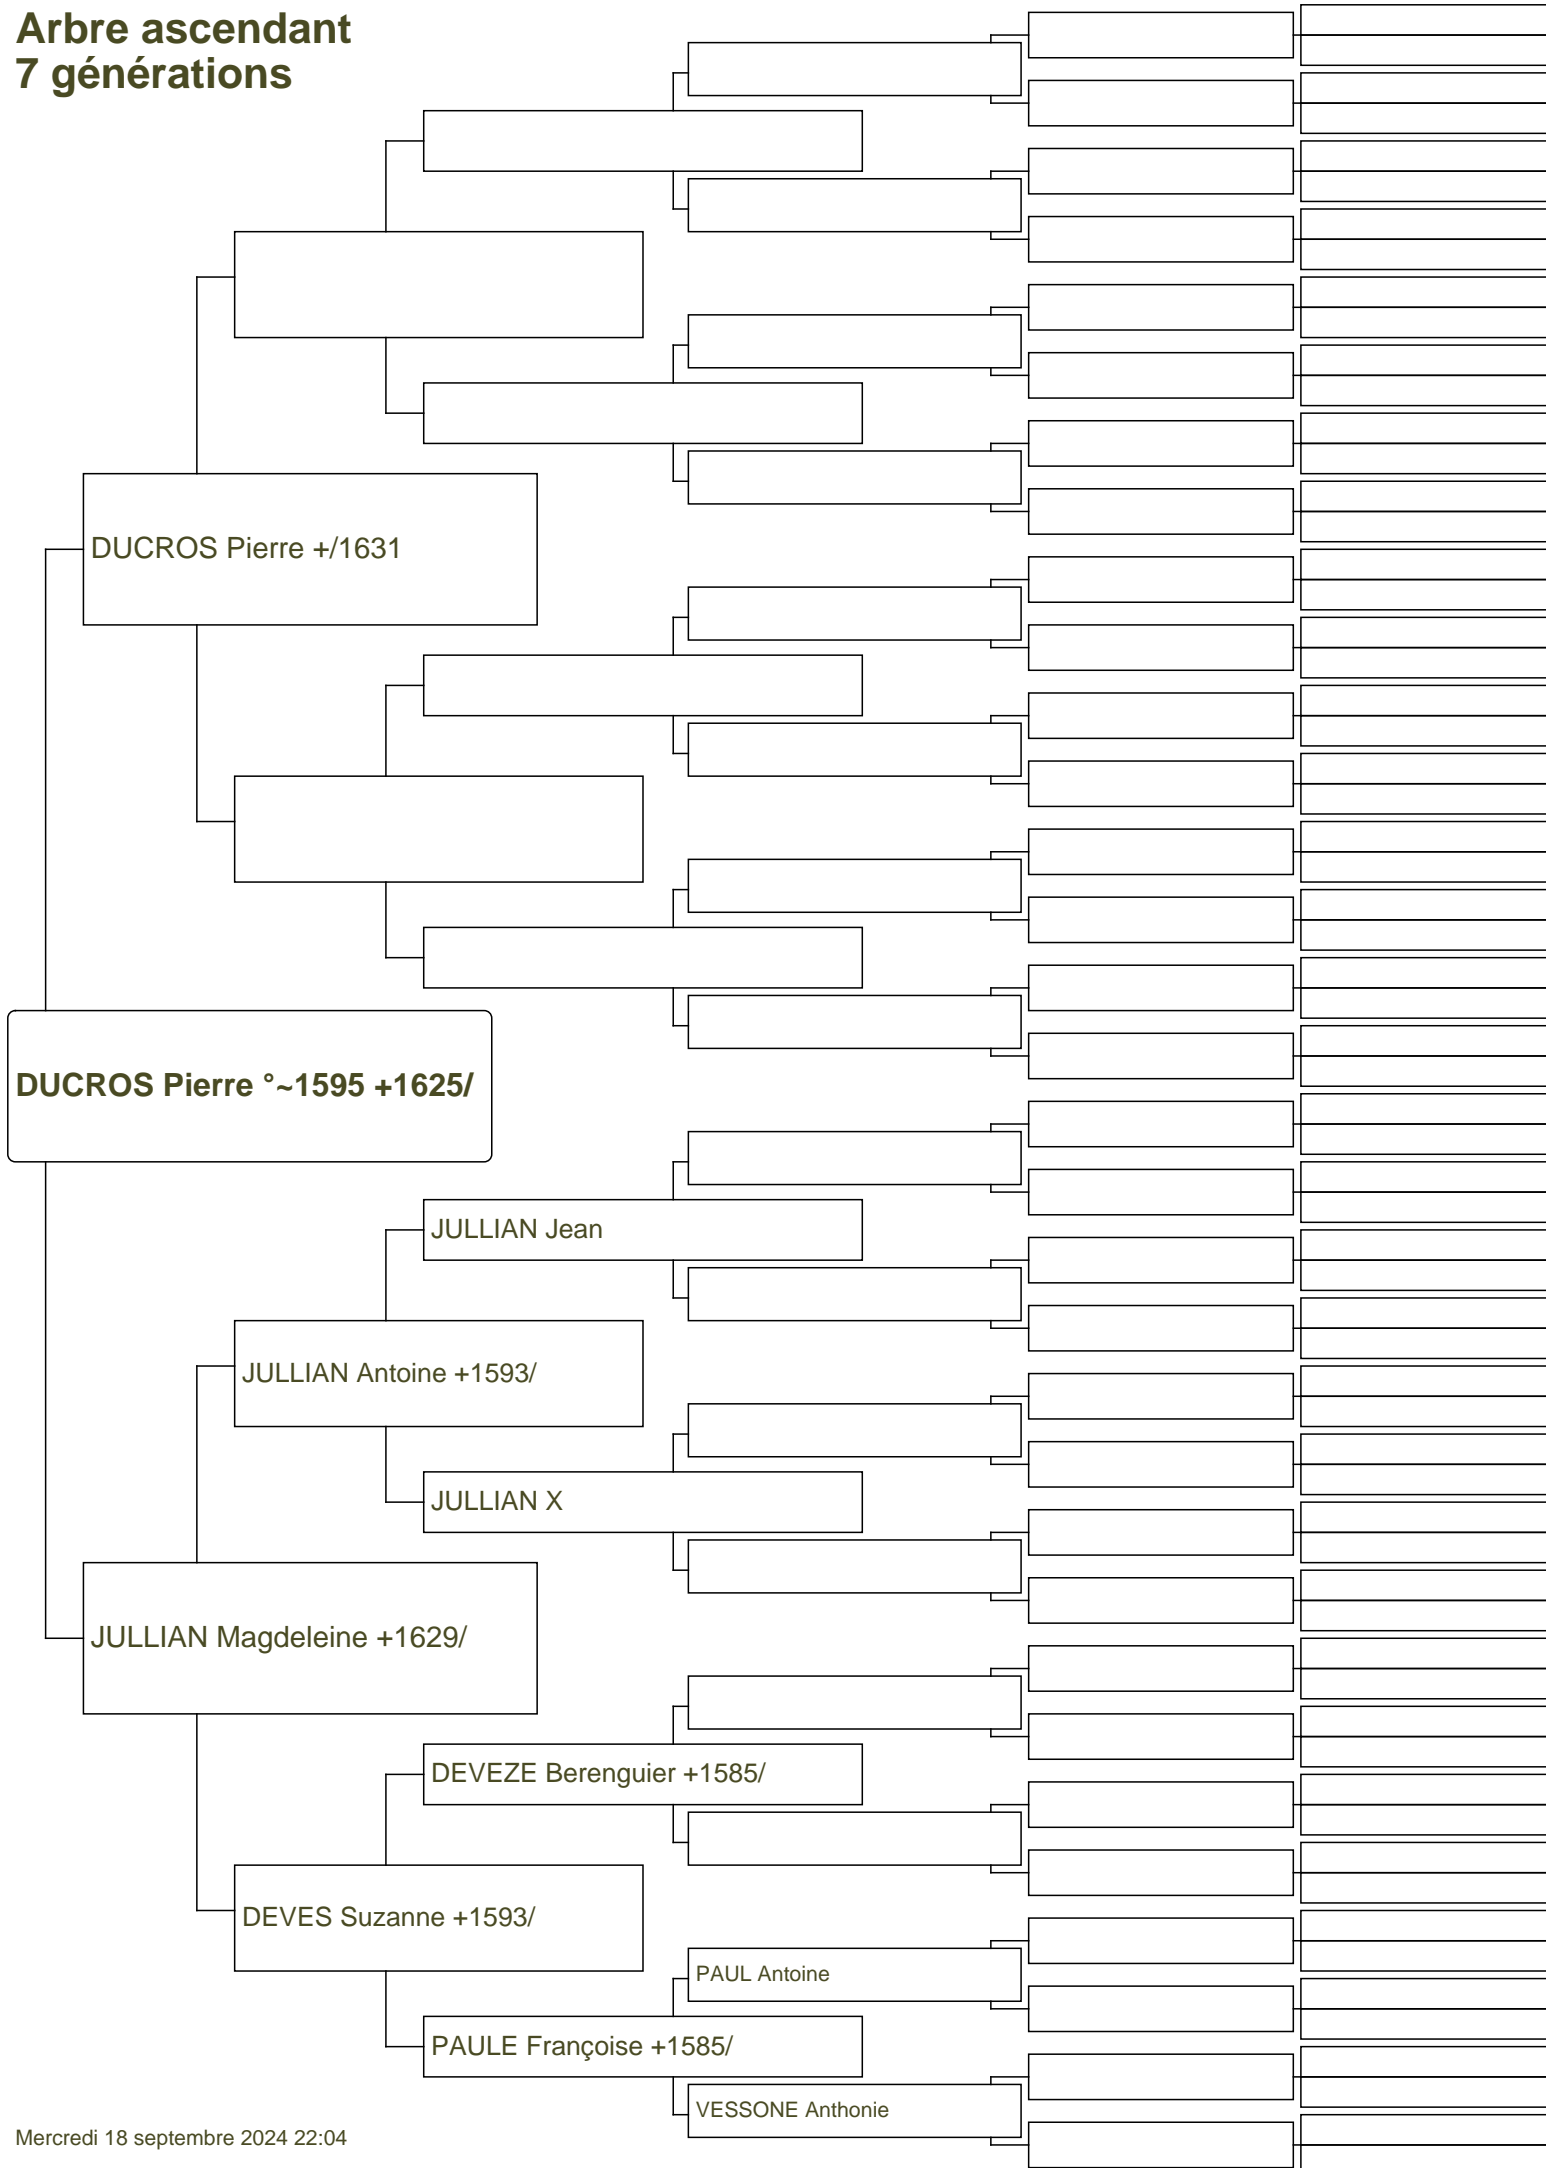 Arbre ascendant
7 générations
DUCROS Pierre +/1631
DUCROS Pierre °~1595 +1625/
JULLIAN Jean
JULLIAN Antoine +1593/
JULLIAN X
JULLIAN Magdeleine +1629/
DEVEZE Berenguier +1585/
DEVES Suzanne +1593/
PAUL Antoine
PAULE Françoise +1585/
VESSONE Anthonie
Mercredi 18 septembre 2024 22:04